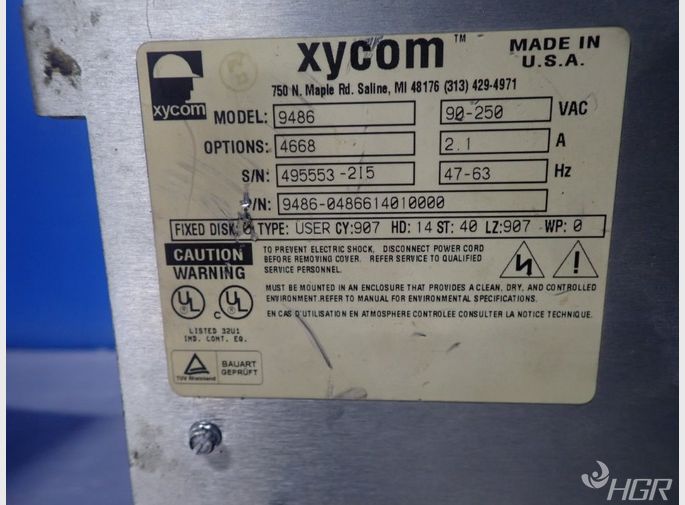 xycom
xycom ™
MADE IN
U.S.A.
750 N. Maple Rd. Saline, MI 48176 (313) 429-4971
MODEL: 9486 90-250 VAC
OPTIONS: 4668 2.1 A
S/N: 495553-215 47-63 Hz
/N: 9486-0486614010000
FIXED DISK: 0 TYPE: USER CY:907 HD: 14 ST: 40 LZ:907 WP: 0
CAUTION
WARNING
TO PREVENT ELECTRIC SHOCK, DISCONNECT POWER CORD
BEFORE REMOVING COVER. REFER SERVICE TO QUALIFIED
SERVICE PERSONNEL.
MUST BE MOUNTED IN AN ENCLOSURE THAT PROVIDES A CLEAN, DRY, AND CONTROLLED
ENVIRONMENT. REFER TO MANUAL FOR ENVIRONMENTAL SPECIFICATIONS.
EN CAS D'UTILISATION EN ATMOSPHERE CONTROLEE CONSULTER LA NOTICE TECHNIQUE.
UL C UL
LISTED 32U1
IND. CONT. EQ.
TÜV Rheinland
BAUART
GEPRÜFT
HGR